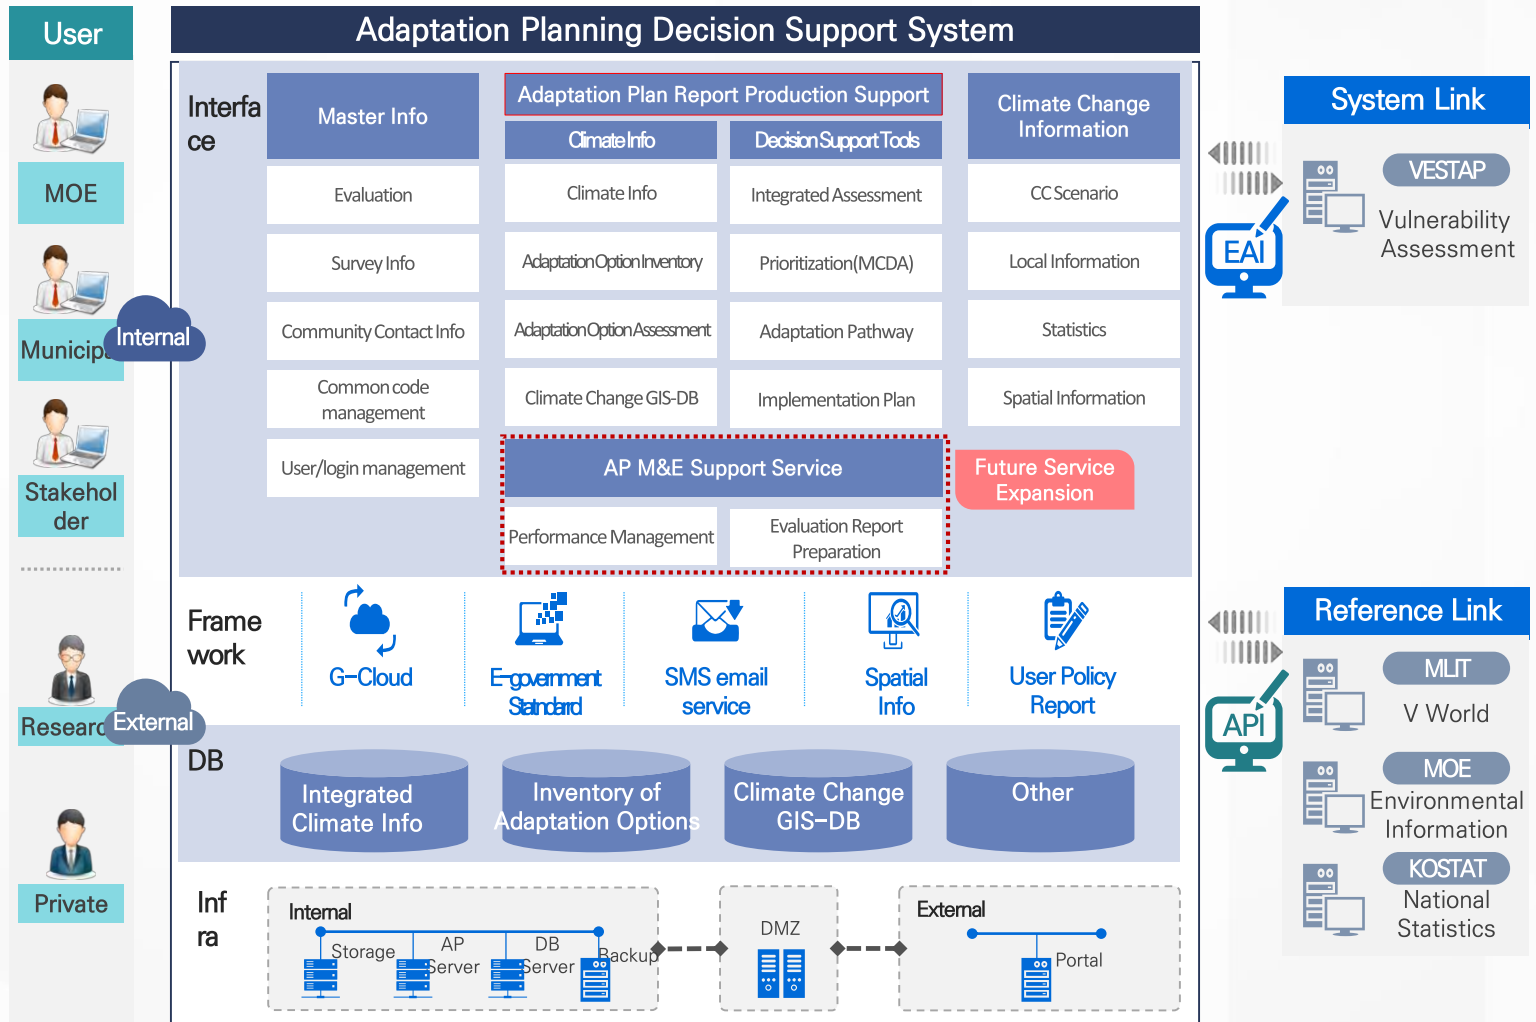 User
MOE
Municipa
Internal
Stakehol
der
Research
External
Private
Adaptation Planning Decision Support System
Interfa
ce
Master Info
Evaluation
Survey Info
Community Contact Info
Common code
management
User/login management
Adaptation Plan Report Production Support
Climate Info
Climate Info
Adaptation Option Inventory
Adaptation Option Assessment
Climate Change GIS-DB
Decision Support Tools
Integrated Assessment
Prioritization(MCDA)
Adaptation Pathway
Implementation Plan
Climate Change
Information
CC Scenario
Local Information
Statistics
Spatial Information
AP M&E Support Service
Performance Management
Evaluation Report
Preparation
Future Service
Expansion
Frame
work
G-Cloud
E-government
Statndarrd
SMS email
service
Spatial
Info
User Policy
Report
DB
Integrated
Climate Info
Inventory of
Adaptation Options
Climate Change
GIS-DB
Other
Inf
ra
Internal
Storage
AP
Server
DB
Server
Backup
DMZ
External
Portal
System Link
VESTAP
Vulnerability
Assessment
EAI
Reference Link
MLIT
V World
API
MOE
Environmental
Information
KOSTAT
National
Statistics